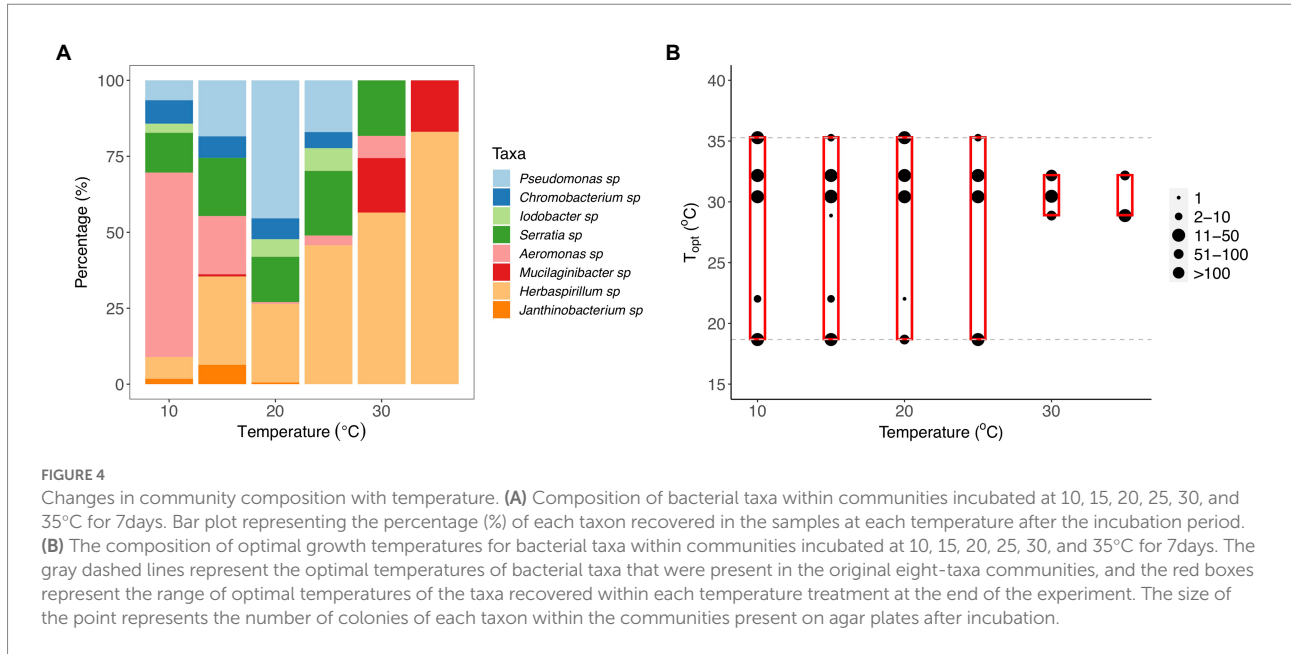 A
Percentage (%)
100
75
50
25
0
10
20
30
Temperature (°C)
Taxa
Pseudomonas sp
Chromobacterium sp
Iodobacter sp
Serratia sp
Aeromonas sp
Mucilaginibacter sp
Herbaspirillum sp
Janthinobacterium sp
B
Topt (°C)
40
35
30
25
20
15
10
20
30
Temperature (°C)
1
2−10
11−50
51−100
>100
FIGURE 4
Changes in community composition with temperature. (A) Composition of bacterial taxa within communities incubated at 10, 15, 20, 25, 30, and
35°C for 7days. Bar plot representing the percentage (%) of each taxon recovered in the samples at each temperature after the incubation period.
(B) The composition of optimal growth temperatures for bacterial taxa within communities incubated at 10, 15, 20, 25, 30, and 35°C for 7days. The
gray dashed lines represent the optimal temperatures of bacterial taxa that were present in the original eight-taxa communities, and the red boxes
represent the range of optimal temperatures of the taxa recovered within each temperature treatment at the end of the experiment. The size of
the point represents the number of colonies of each taxon within the communities present on agar plates after incubation.